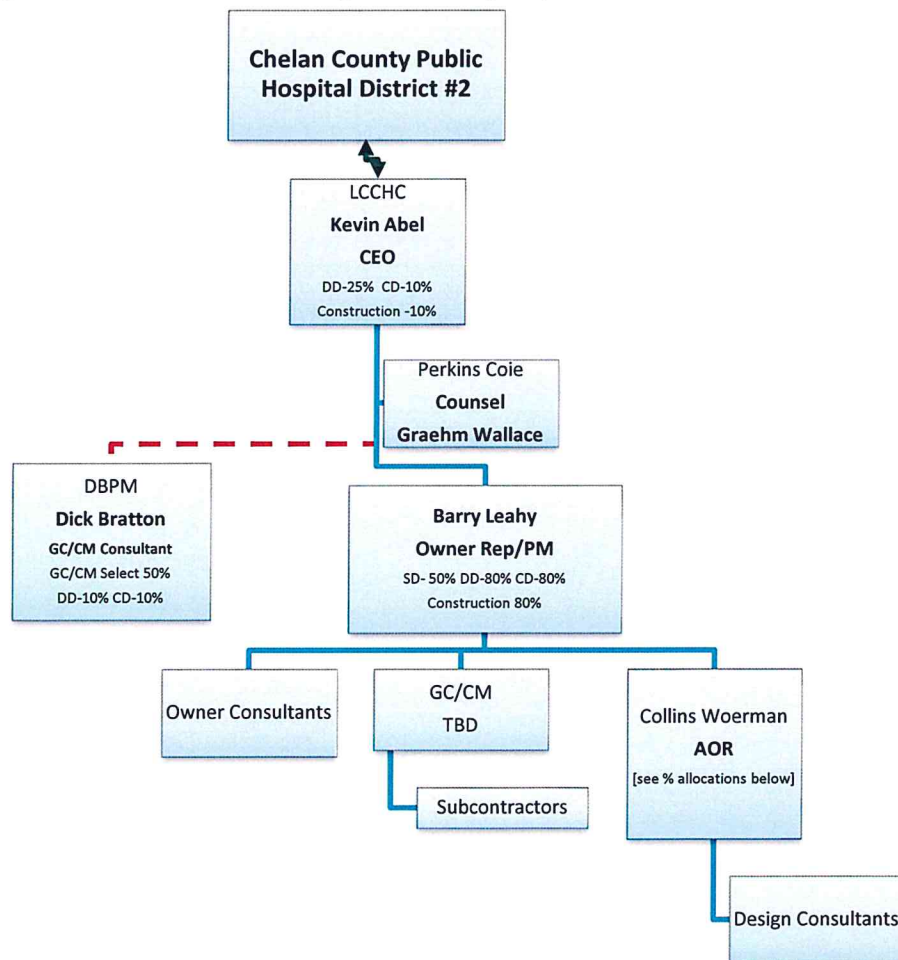 Chelan County Public
Hospital District #2
LCCHC
Kevin Abel
CEO
DD-25% CD-10%
Construction -10%
Perkins Coie
Counsel
Graehm Wallace
DBPM
Dick Bratton
GC/CM Consultant
GC/CM Select 50%
DD-10% CD-10%
Barry Leahy
Owner Rep/PM
SD- 50% DD-80% CD-80%
Construction 80%
Owner Consultants
GC/CM
TBD
Collins Woerman
AOR
[see % allocations below]
Subcontractors
Design Consultants